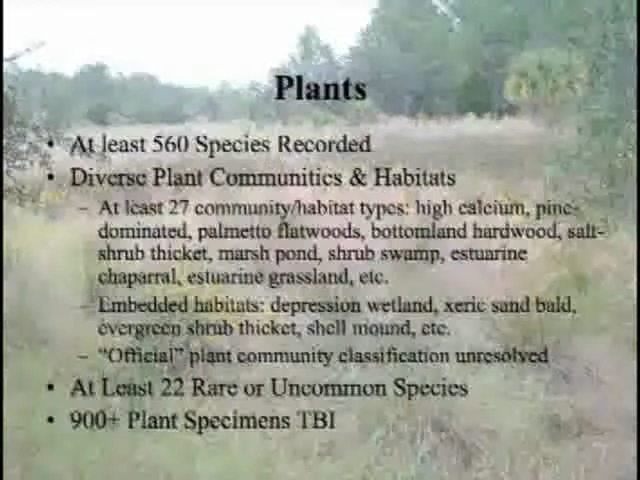 Plants
• At least 560 Species Recorded
• Diverse Plant Communities & Habitats
– At least 27 community/habitat types: high calcium, pine-
dominated, palmetto flatwoods, bottomland hardwood, salt-
shrub thicket, marsh pond, shrub swamp, estuarine
chaparral, estuarine grassland, etc.
– Embedded habitats: depression wetland, xeric sand bald,
evergreen shrub thicket, shell mound, etc.
– "Official" plant community classification unresolved
• At Least 22 Rare or Uncommon Species
• 900+ Plant Specimens TBI